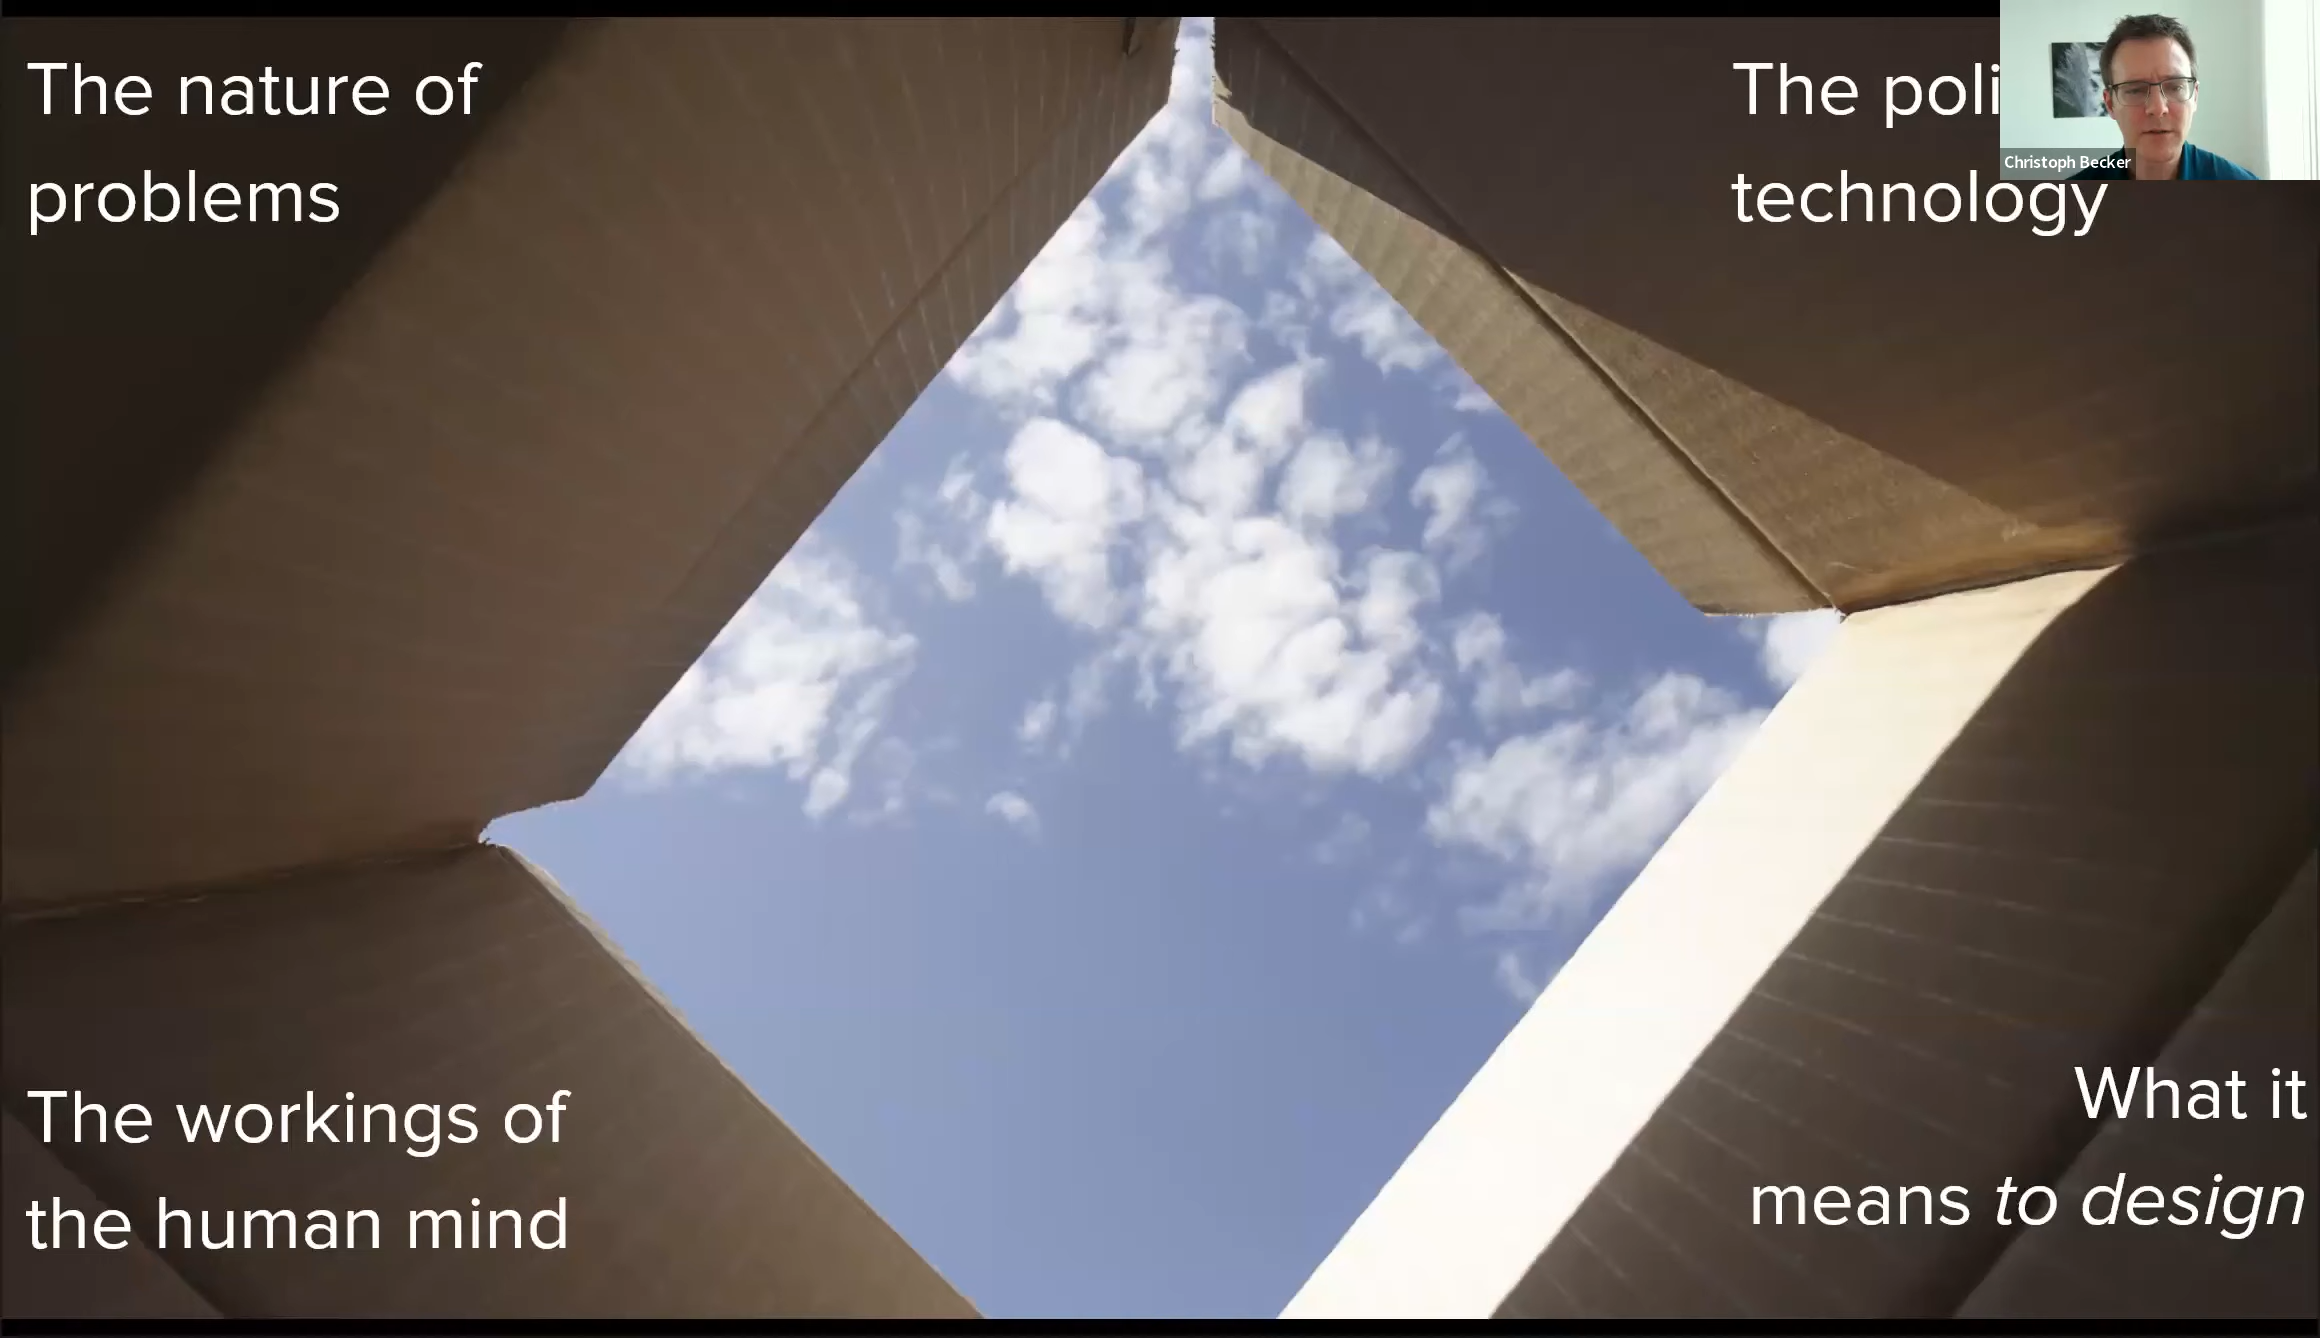 The nature of
problems
The poli
technology
Christoph Becker
The workings of
the human mind
What it
means to design